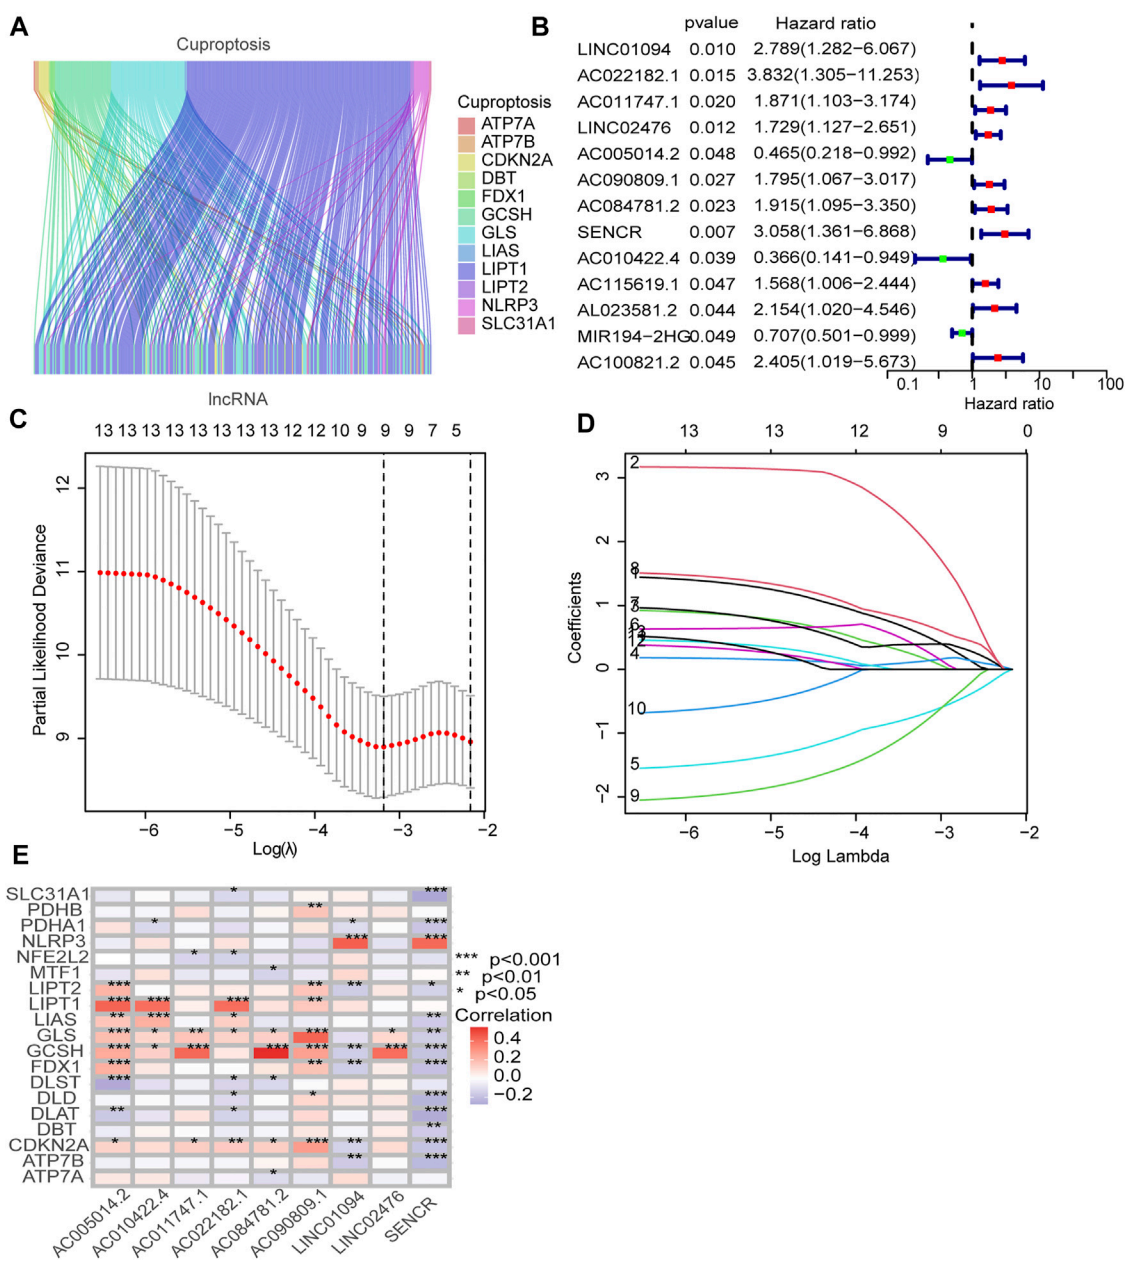 A
Cuproptosis
Cuproptosis
ATP7A
ATP7B
CDKN2A
DBT
FDX1
GCSH
GLS
LIAS
LIPT1
LIPT2
NLRP3
SLC31A1
lncRNA
B
pvalue Hazard ratio
LINC01094 0.010 2.789(1.282−6.067)
AC022182.1 0.015 3.832(1.305−11.253)
AC011747.1 0.020 1.871(1.103−3.174)
LINC02476 0.012 1.729(1.127−2.651)
AC005014.2 0.048 0.465(0.218−0.992)
AC090809.1 0.027 1.795(1.067−3.017)
AC084781.2 0.023 1.915(1.095−3.350)
SENCR 0.007 3.058(1.361−6.868)
AC010422.4 0.039 0.366(0.141−0.949)
AC115619.1 0.047 1.568(1.006−2.444)
AL023581.2 0.044 2.154(1.020−4.546)
MIR194−2HG 0.049 0.707(0.501−0.999)
AC100821.2 0.045 2.405(1.019−5.673)
0.1 1 10 100
Hazard ratio
C
13 13 13 13 13 13 13 13 12 12 10 9 9 9 7 5
12
11
10
9
Partial Likelihood Deviance
−6 −5 −4 −3 −2
Log(λ)
D
13 13 12 9 0
3
2
1
0
−1
−2
Coefficients
2
8
1
7
3
6
12
4
10
5
9
−6 −5 −4 −3 −2
Log Lambda
E
SLC31A1 * ***
PDHB **
PDHA1 * * ***
NLRP3 *** ***
NFE2L2 * *
MTF1 *
LIPT2 *** ** ** *
LIPT1 *** *** *** **
LIAS ** *** * **
GLS *** * ** * * *** * **
GCSH *** * *** *** *** ** *** ***
FDX1 *** ** ** ***
DLST *** * *
DLD * * ***
DLAT ** * ***
DBT **
CDKN2A * * ** * *** ** ***
ATP7B ** ***
ATP7A *
AC005014.2
AC010422.4
AC011747.1
AC022182.1
AC084781.2
AC090809.1
LINC01094
LINC02476
SENCR
*** p<0.001
** p<0.01
* p<0.05
Correlation
0.4
0.2
0.0
−0.2